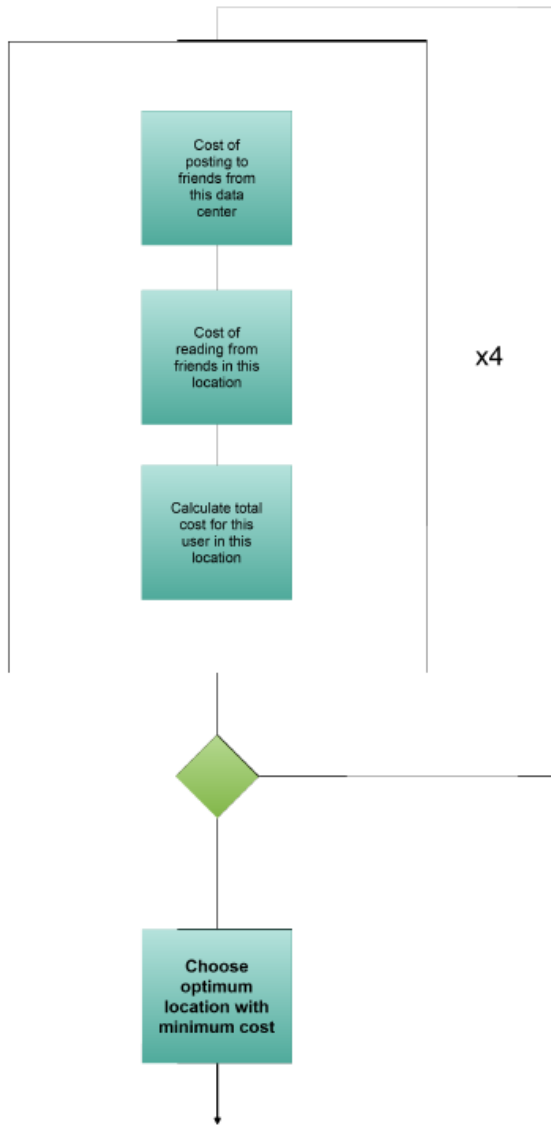 Cost of
posting to
friends from
this data
center
Cost of
reading from
friends in this
location
x4
Calculate total
cost for this
user in this
location
Choose
optimum
location with
minimum cost